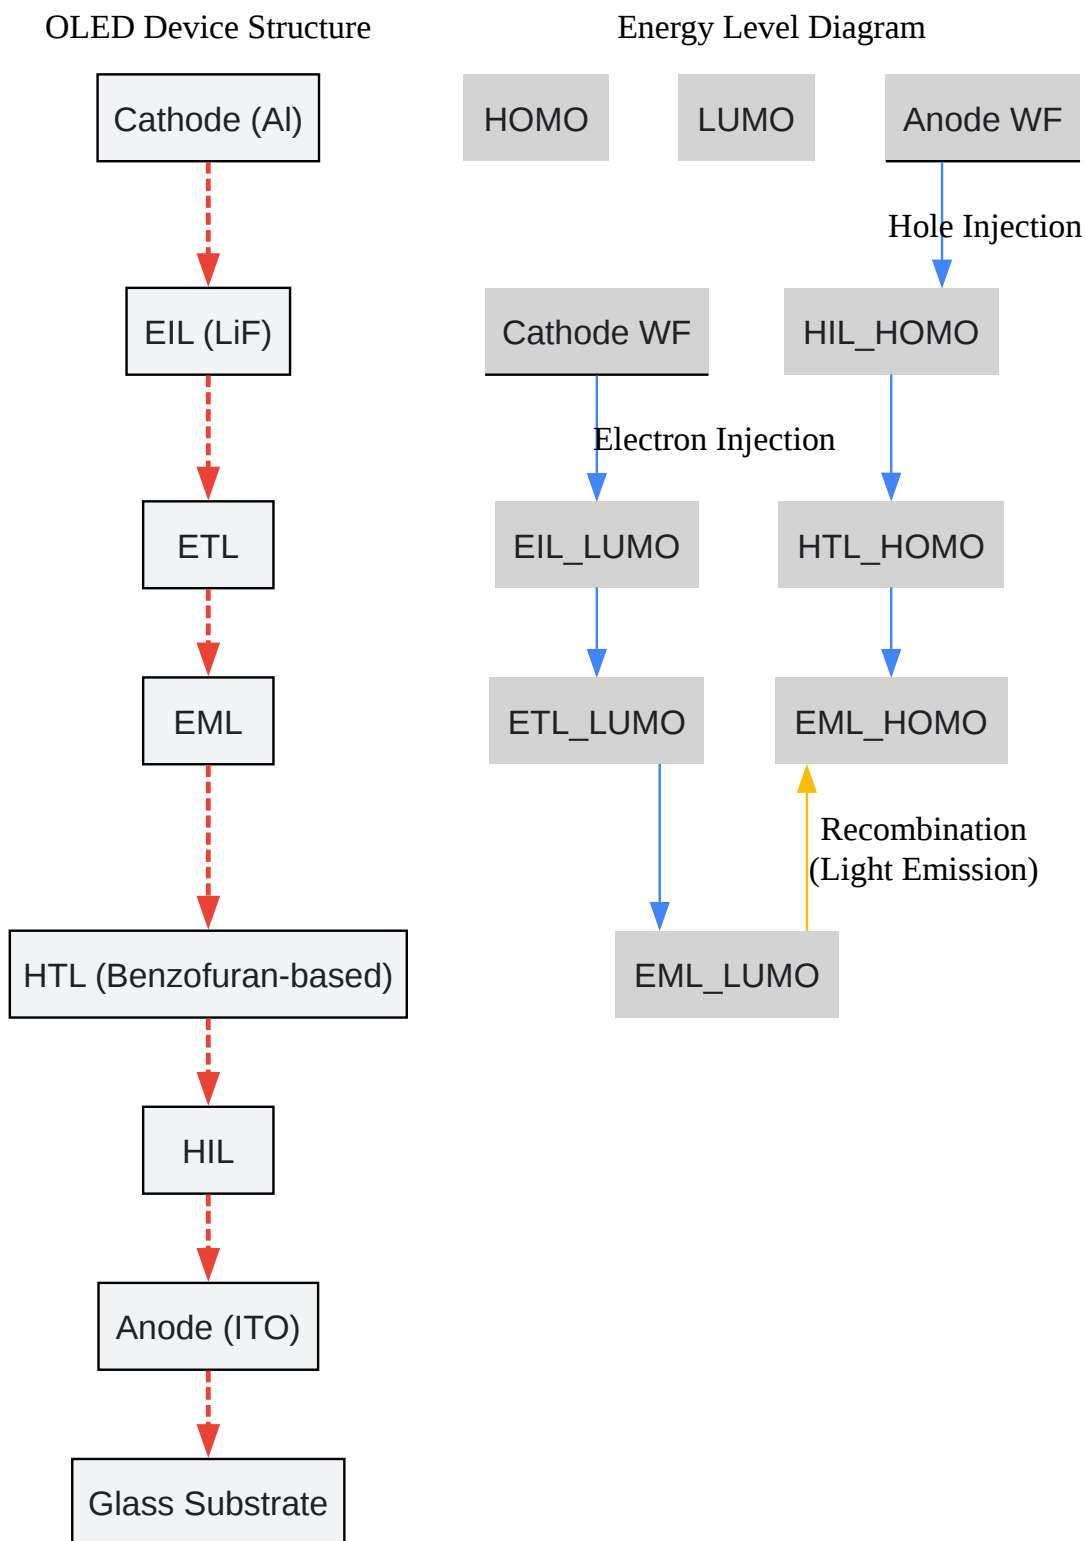 OLED Device Structure
Cathode (Al)
EIL (LiF)
ETL
EML
HTL (Benzofuran-based)
HIL
Anode (ITO)
Glass Substrate
Energy Level Diagram
HOMO
LUMO
Anode WF
Hole Injection
Cathode WF
HIL_HOMO
Electron Injection
EIL_LUMO
HTL_HOMO
ETL_LUMO
EML_HOMO
Recombination
(Light Emission)
EML_LUMO